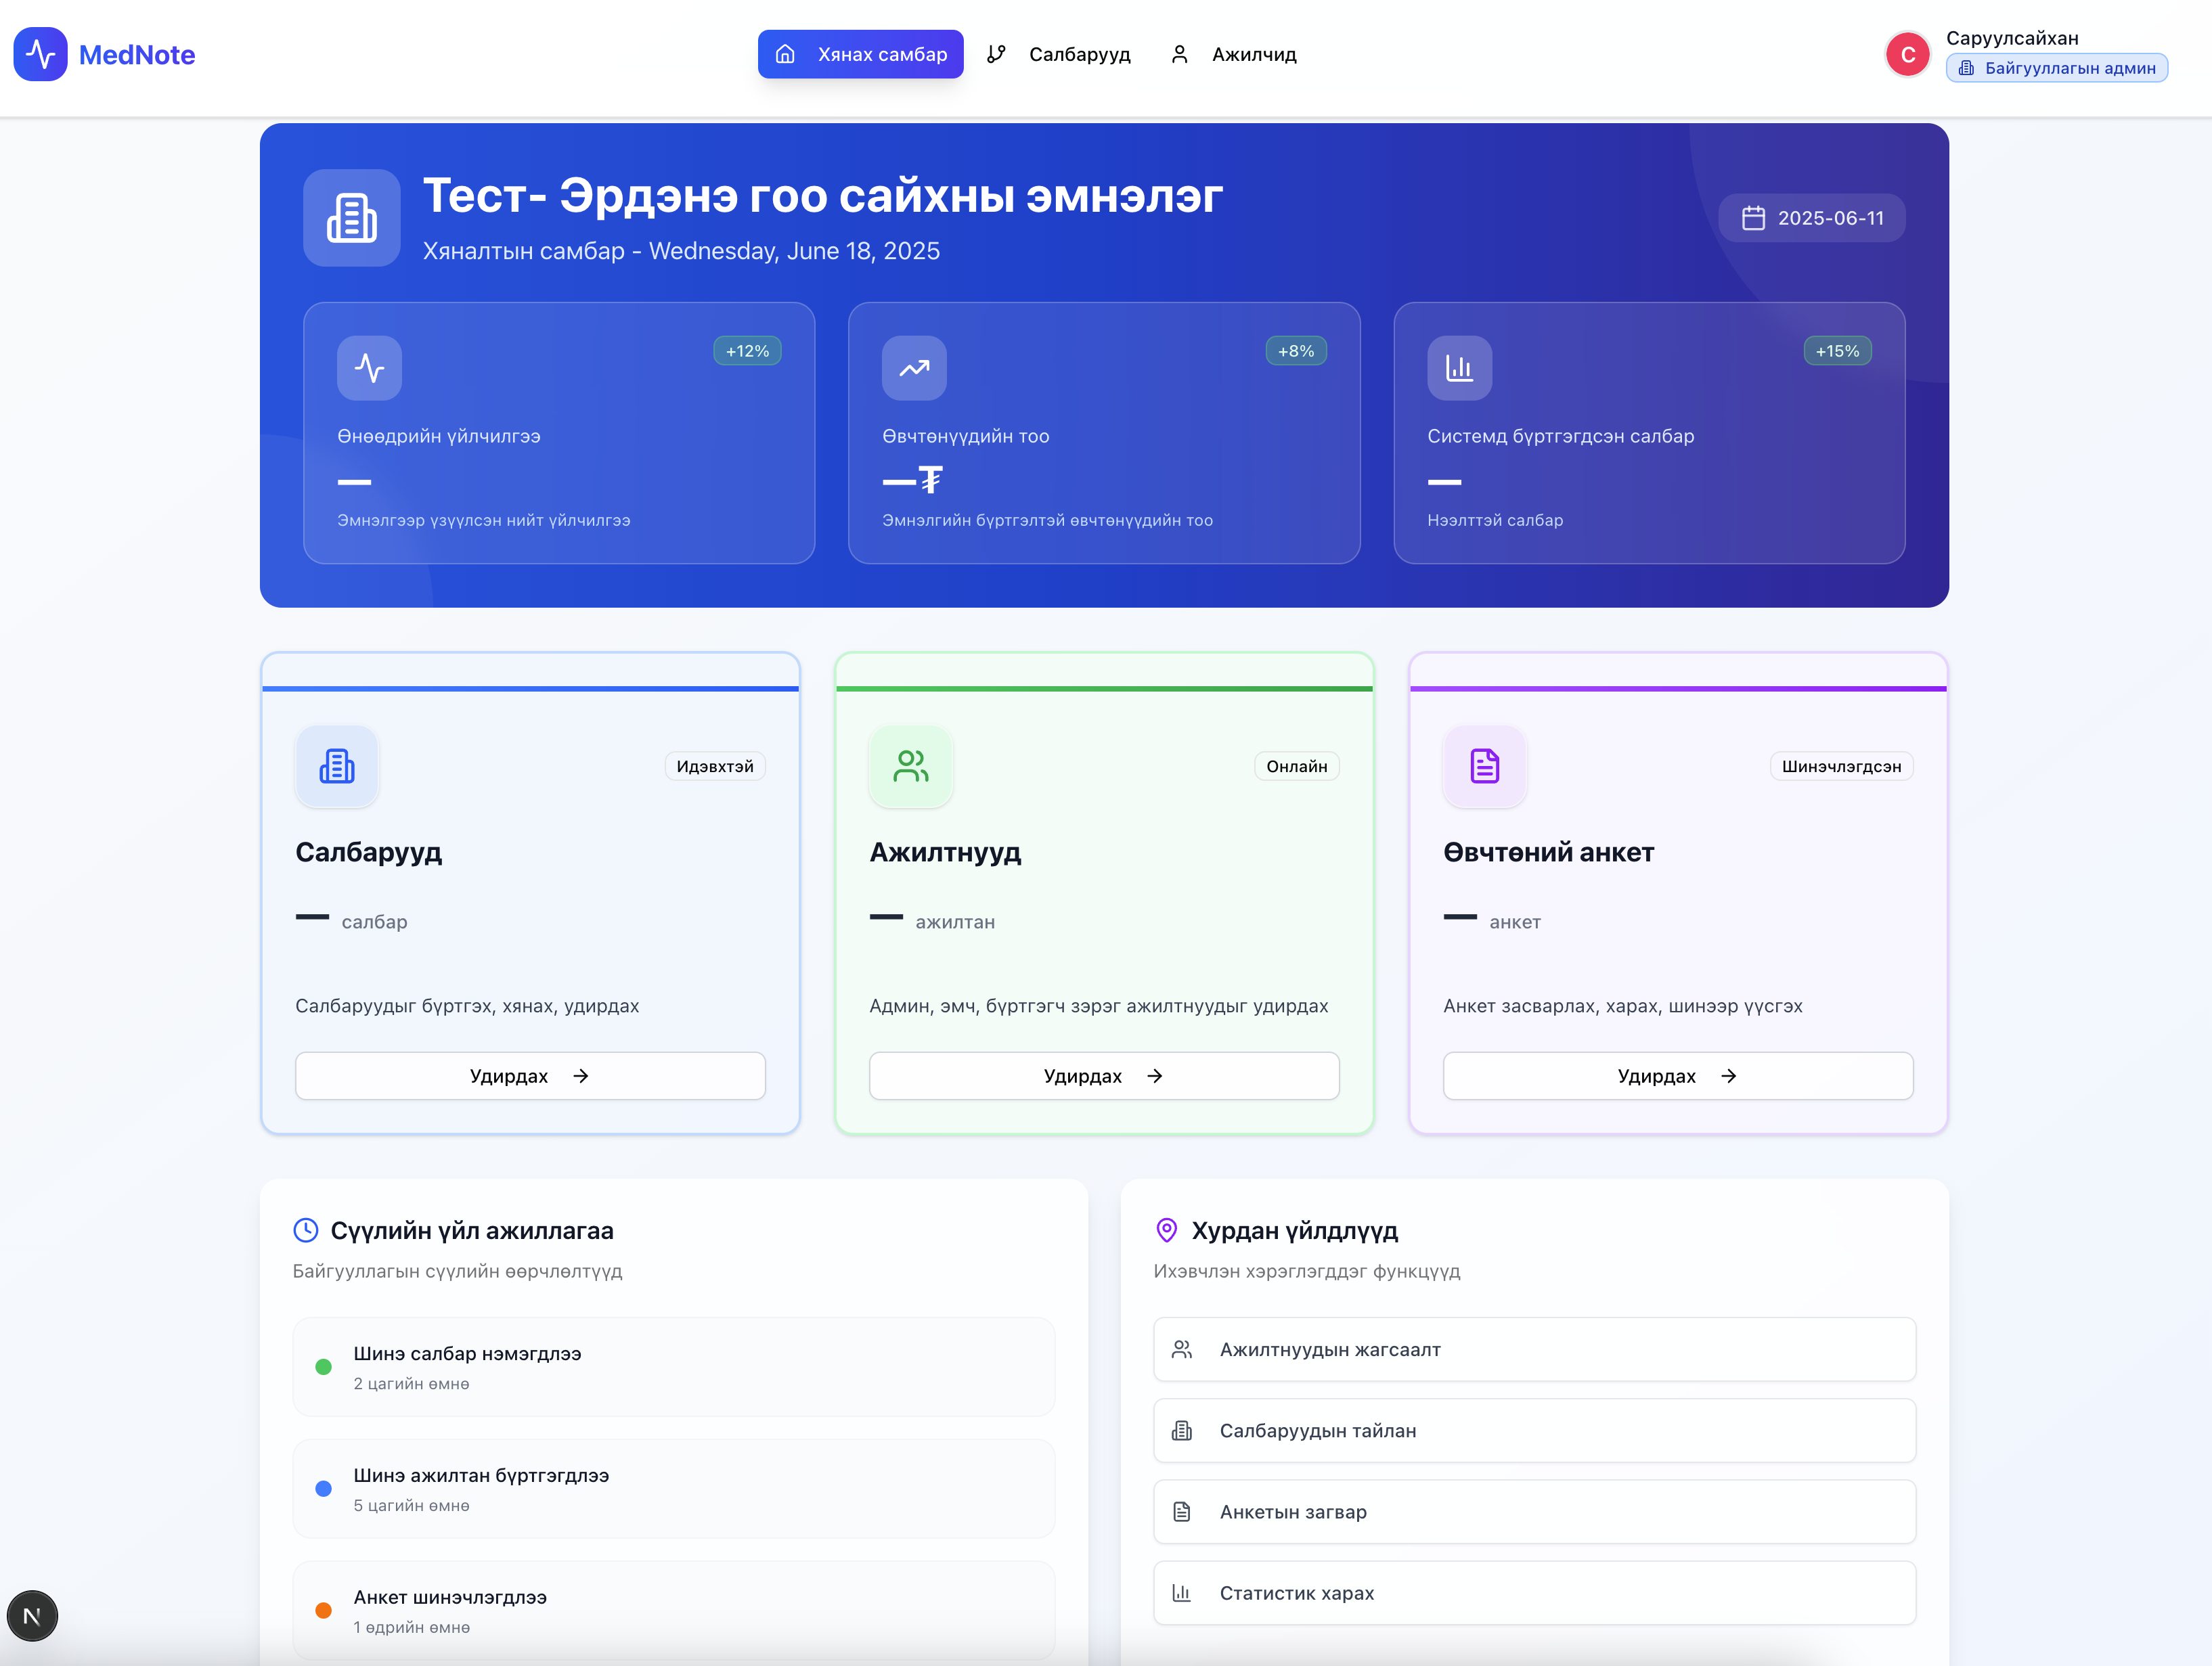 MedNote
Хянах самбар
Салбарууд
Ажилчид
С
Саруулсайхан
Байгууллагын админ
Тест- Эрдэнэ гоо сайхны эмнэлэг
Хяналтын самбар - Wednesday, June 18, 2025
2025-06-11
+12%
Өнөөдрийн үйлчилгээ
—
Эмнэлгээр үзүүлсэн нийт үйлчилгээ
+8%
Өвчтөнүүдийн тоо
—₮
Эмнэлгийн бүртгэлтэй өвчтөнүүдийн тоо
+15%
Системд бүртгэгдсэн салбар
—
Нээлттэй салбар
Идэвхтэй
Салбарууд
— салбар
Салбаруудыг бүртгэх, хянах, удирдах
Удирдах
Онлайн
Ажилтнууд
— ажилтан
Админ, эмч, бүртгэгч зэрэг ажилтнуудыг удирдах
Удирдах
Шинэчлэгдсэн
Өвчтөний анкет
— анкет
Анкет засварлах, харах, шинээр үүсгэх
Удирдах
Сүүлийн үйл ажиллагаа
Байгууллагын сүүлийн өөрчлөлтүүд
Шинэ салбар нэмэгдлээ
2 цагийн өмнө
Шинэ ажилтан бүртгэгдлээ
5 цагийн өмнө
Анкет шинэчлэгдлээ
1 өдрийн өмнө
Хурдан үйлдлүүд
Ихэвчлэн хэрэглэгддэг функцүүд
Ажилтнуудын жагсаалт
Салбаруудын тайлан
Анкетын загвар
Статистик харах
N